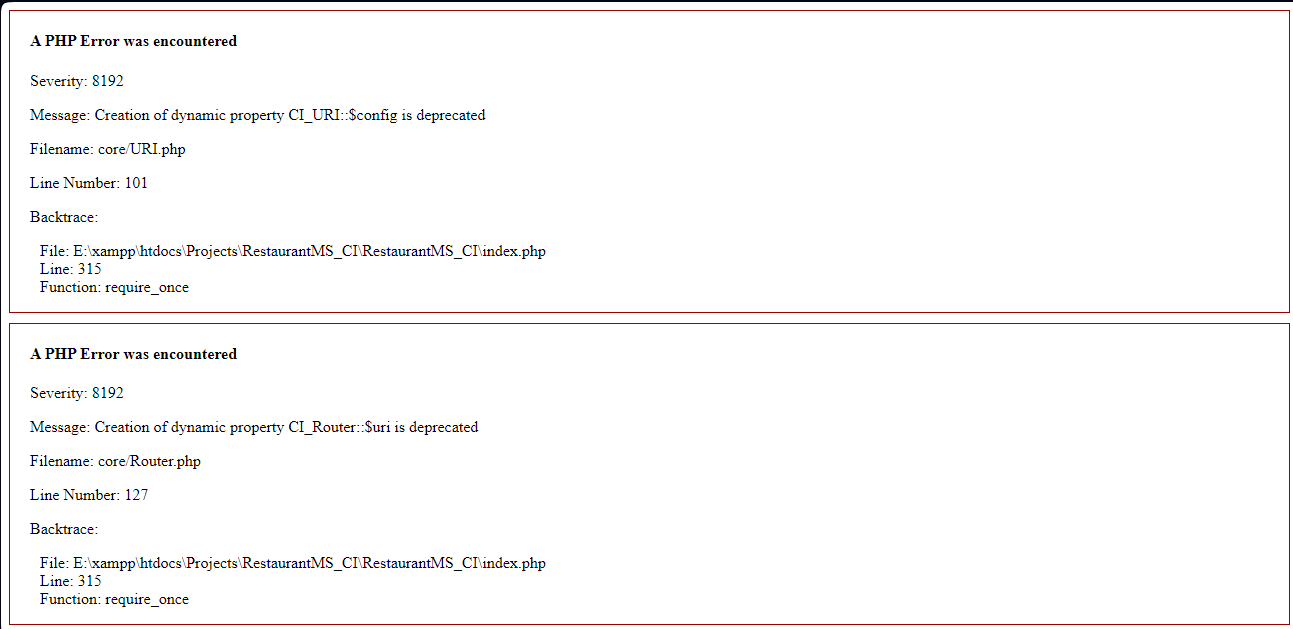 A PHP Error was encountered
Severity: 8192
Message: Creation of dynamic property CI_URI::$config is deprecated
Filename: core/URI.php
Line Number: 101
Backtrace:
File: E:\xampp\htdocs\Projects\RestaurantMS_CI\RestaurantMS_CI\index.php
Line: 315
Function: require_once
A PHP Error was encountered
Severity: 8192
Message: Creation of dynamic property CI_Router::$uri is deprecated
Filename: core/Router.php
Line Number: 127
Backtrace:
File: E:\xampp\htdocs\Projects\RestaurantMS_CI\RestaurantMS_CI\index.php
Line: 315
Function: require_once